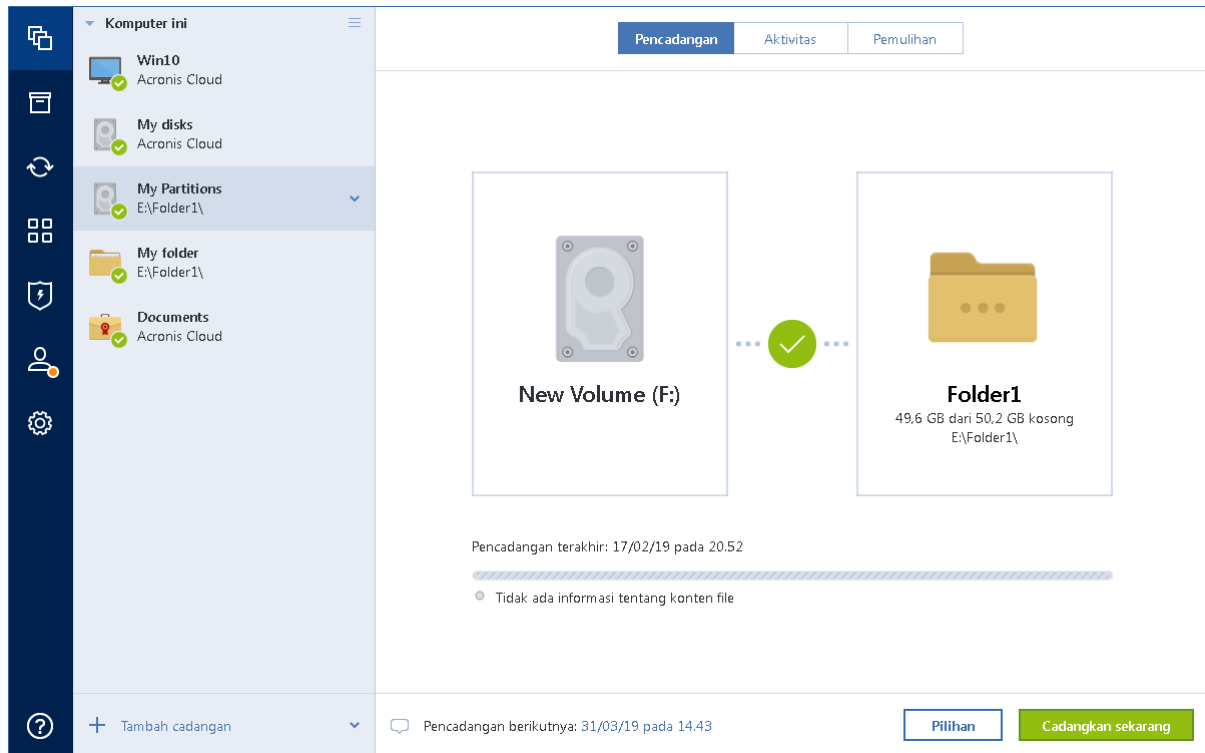 Komputer ini
Win10
Acronis Cloud
My disks
Acronis Cloud
My Partitions
E:\Folder1\
My folder
E:\Folder1\
Documents
Acronis Cloud
Tambah cadangan
Pencadangan
Aktivitas
Pemulihan
New Volume (F:)
Folder1
49,6 GB dari 50,2 GB kosong
E:\Folder1\
Pencadangan terakhir: 17/02/19 pada 20.52
Tidak ada informasi tentang konten file
Pencadangan berikutnya: 31/03/19 pada 14.43
Pilihan
Cadangkan sekarang